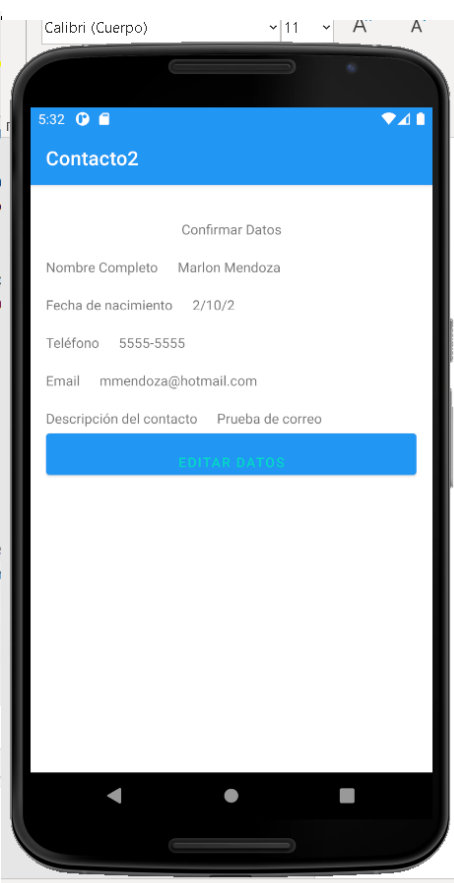 Calibri (Cuerpo) 11 A A
5:32
Contacto2
Confirmar Datos
Nombre Completo Marlon Mendoza
Fecha de nacimiento 2/10/2
Teléfono 5555-5555
Email mmendoza@hotmail.com
Descripción del contacto Prueba de correo
EDITAR DATOS